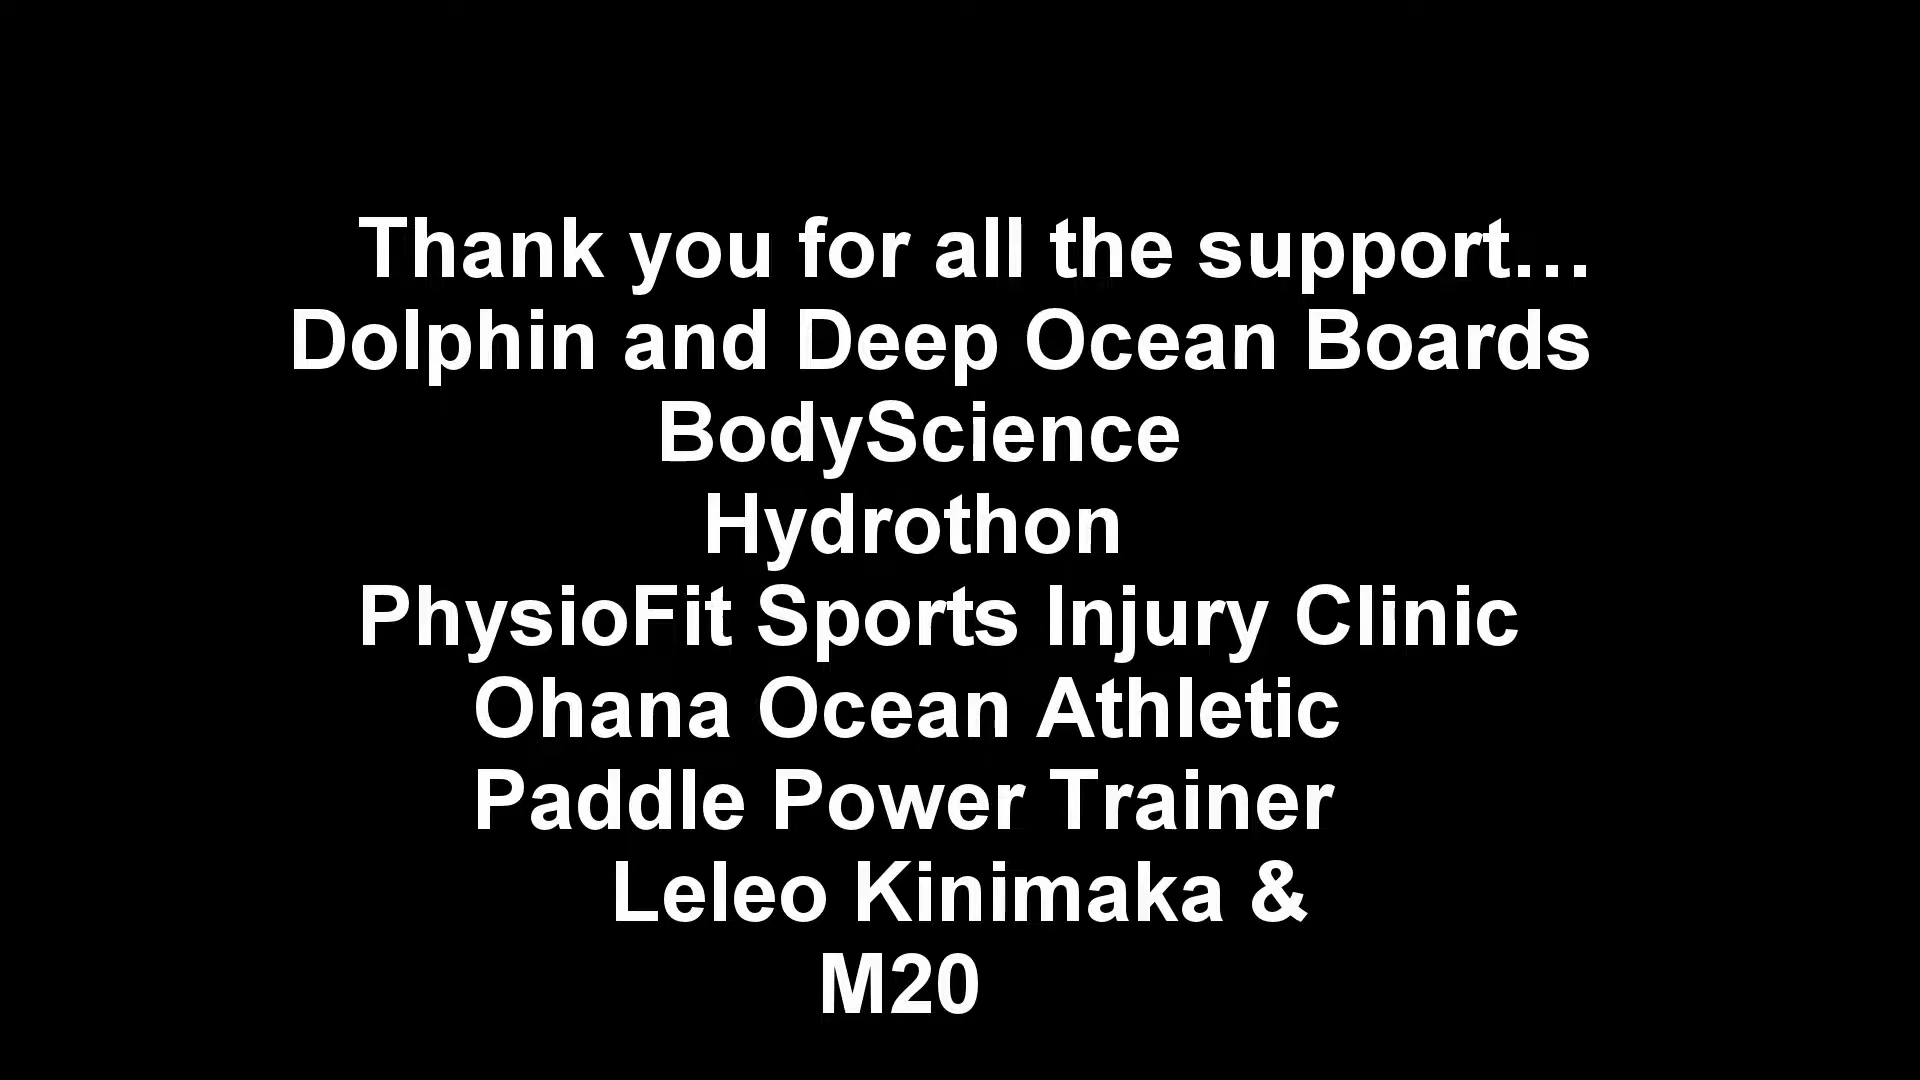 Thank you for all the support…
Dolphin and Deep Ocean Boards
BodyScience
Hydrothon
PhysioFit Sports Injury Clinic
Ohana Ocean Athletic
Paddle Power Trainer
Leleo Kinimaka &
M20